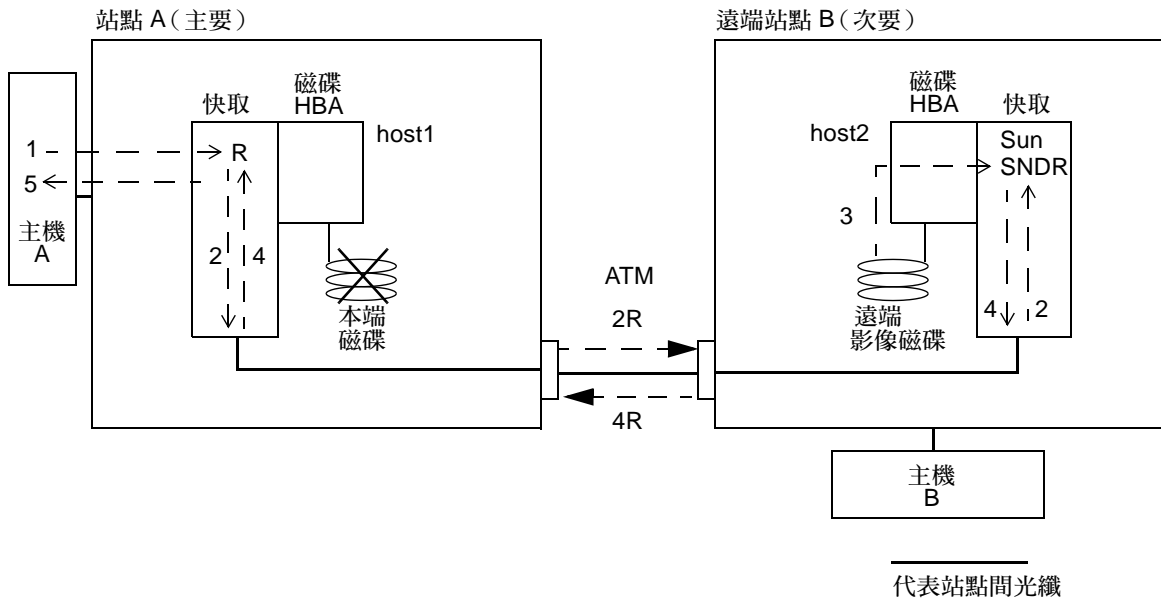 站點 A（主要）
遠端站點 B（次要）
磁碟
HBA
快取
host1
1
R
5
主機
A
2
4
本端
磁碟
ATM
2R
4R
磁碟
HBA
快取
host2
Sun
SNDR
3
4
2
遠端
影像磁碟
主機
B
代表站點間光纖